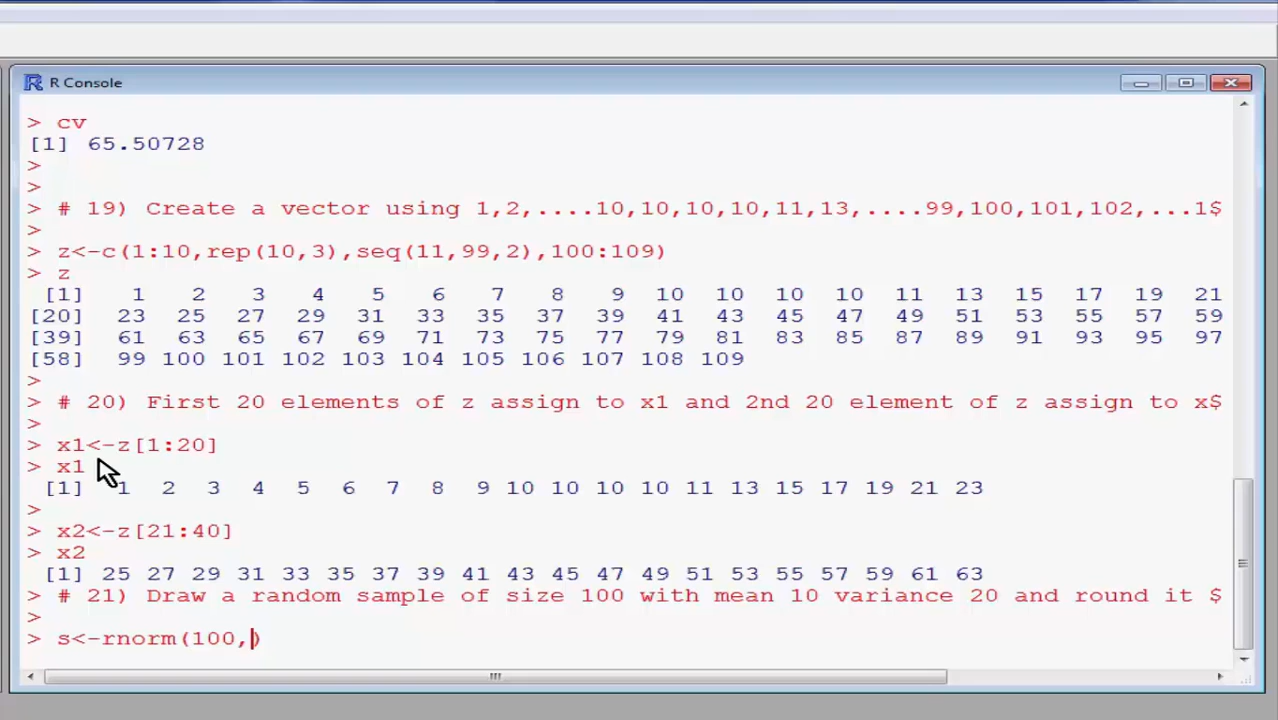 R Console
> cv
[1] 65.50728
>
>
> # 19) Create a vector using 1,2,....10,10,10,10,11,13,....99,100,101,102,...1$
>
> z<-c(1:10,rep(10,3),seq(11,99,2),100:109)
> z
[1] 1 2 3 4 5 6 7 8 9 10 10 10 10 11 13 15 17 19 21
[20] 23 25 27 29 31 33 35 37 39 41 43 45 47 49 51 53 55 57 59
[39] 61 63 65 67 69 71 73 75 77 79 81 83 85 87 89 91 93 95 97
[58] 99 100 101 102 103 104 105 106 107 108 109
>
> # 20) First 20 elements of z assign to x1 and 2nd 20 element of z assign to x$
>
> x1<-z[1:20]
> x1
[1] 1 2 3 4 5 6 7 8 9 10 10 10 10 11 13 15 17 19 21 23
>
> x2<-z[21:40]
> x2
[1] 25 27 29 31 33 35 37 39 41 43 45 47 49 51 53 55 57 59 61 63
> # 21) Draw a random sample of size 100 with mean 10 variance 20 and round it $
>
> s<-rnorm(100,)